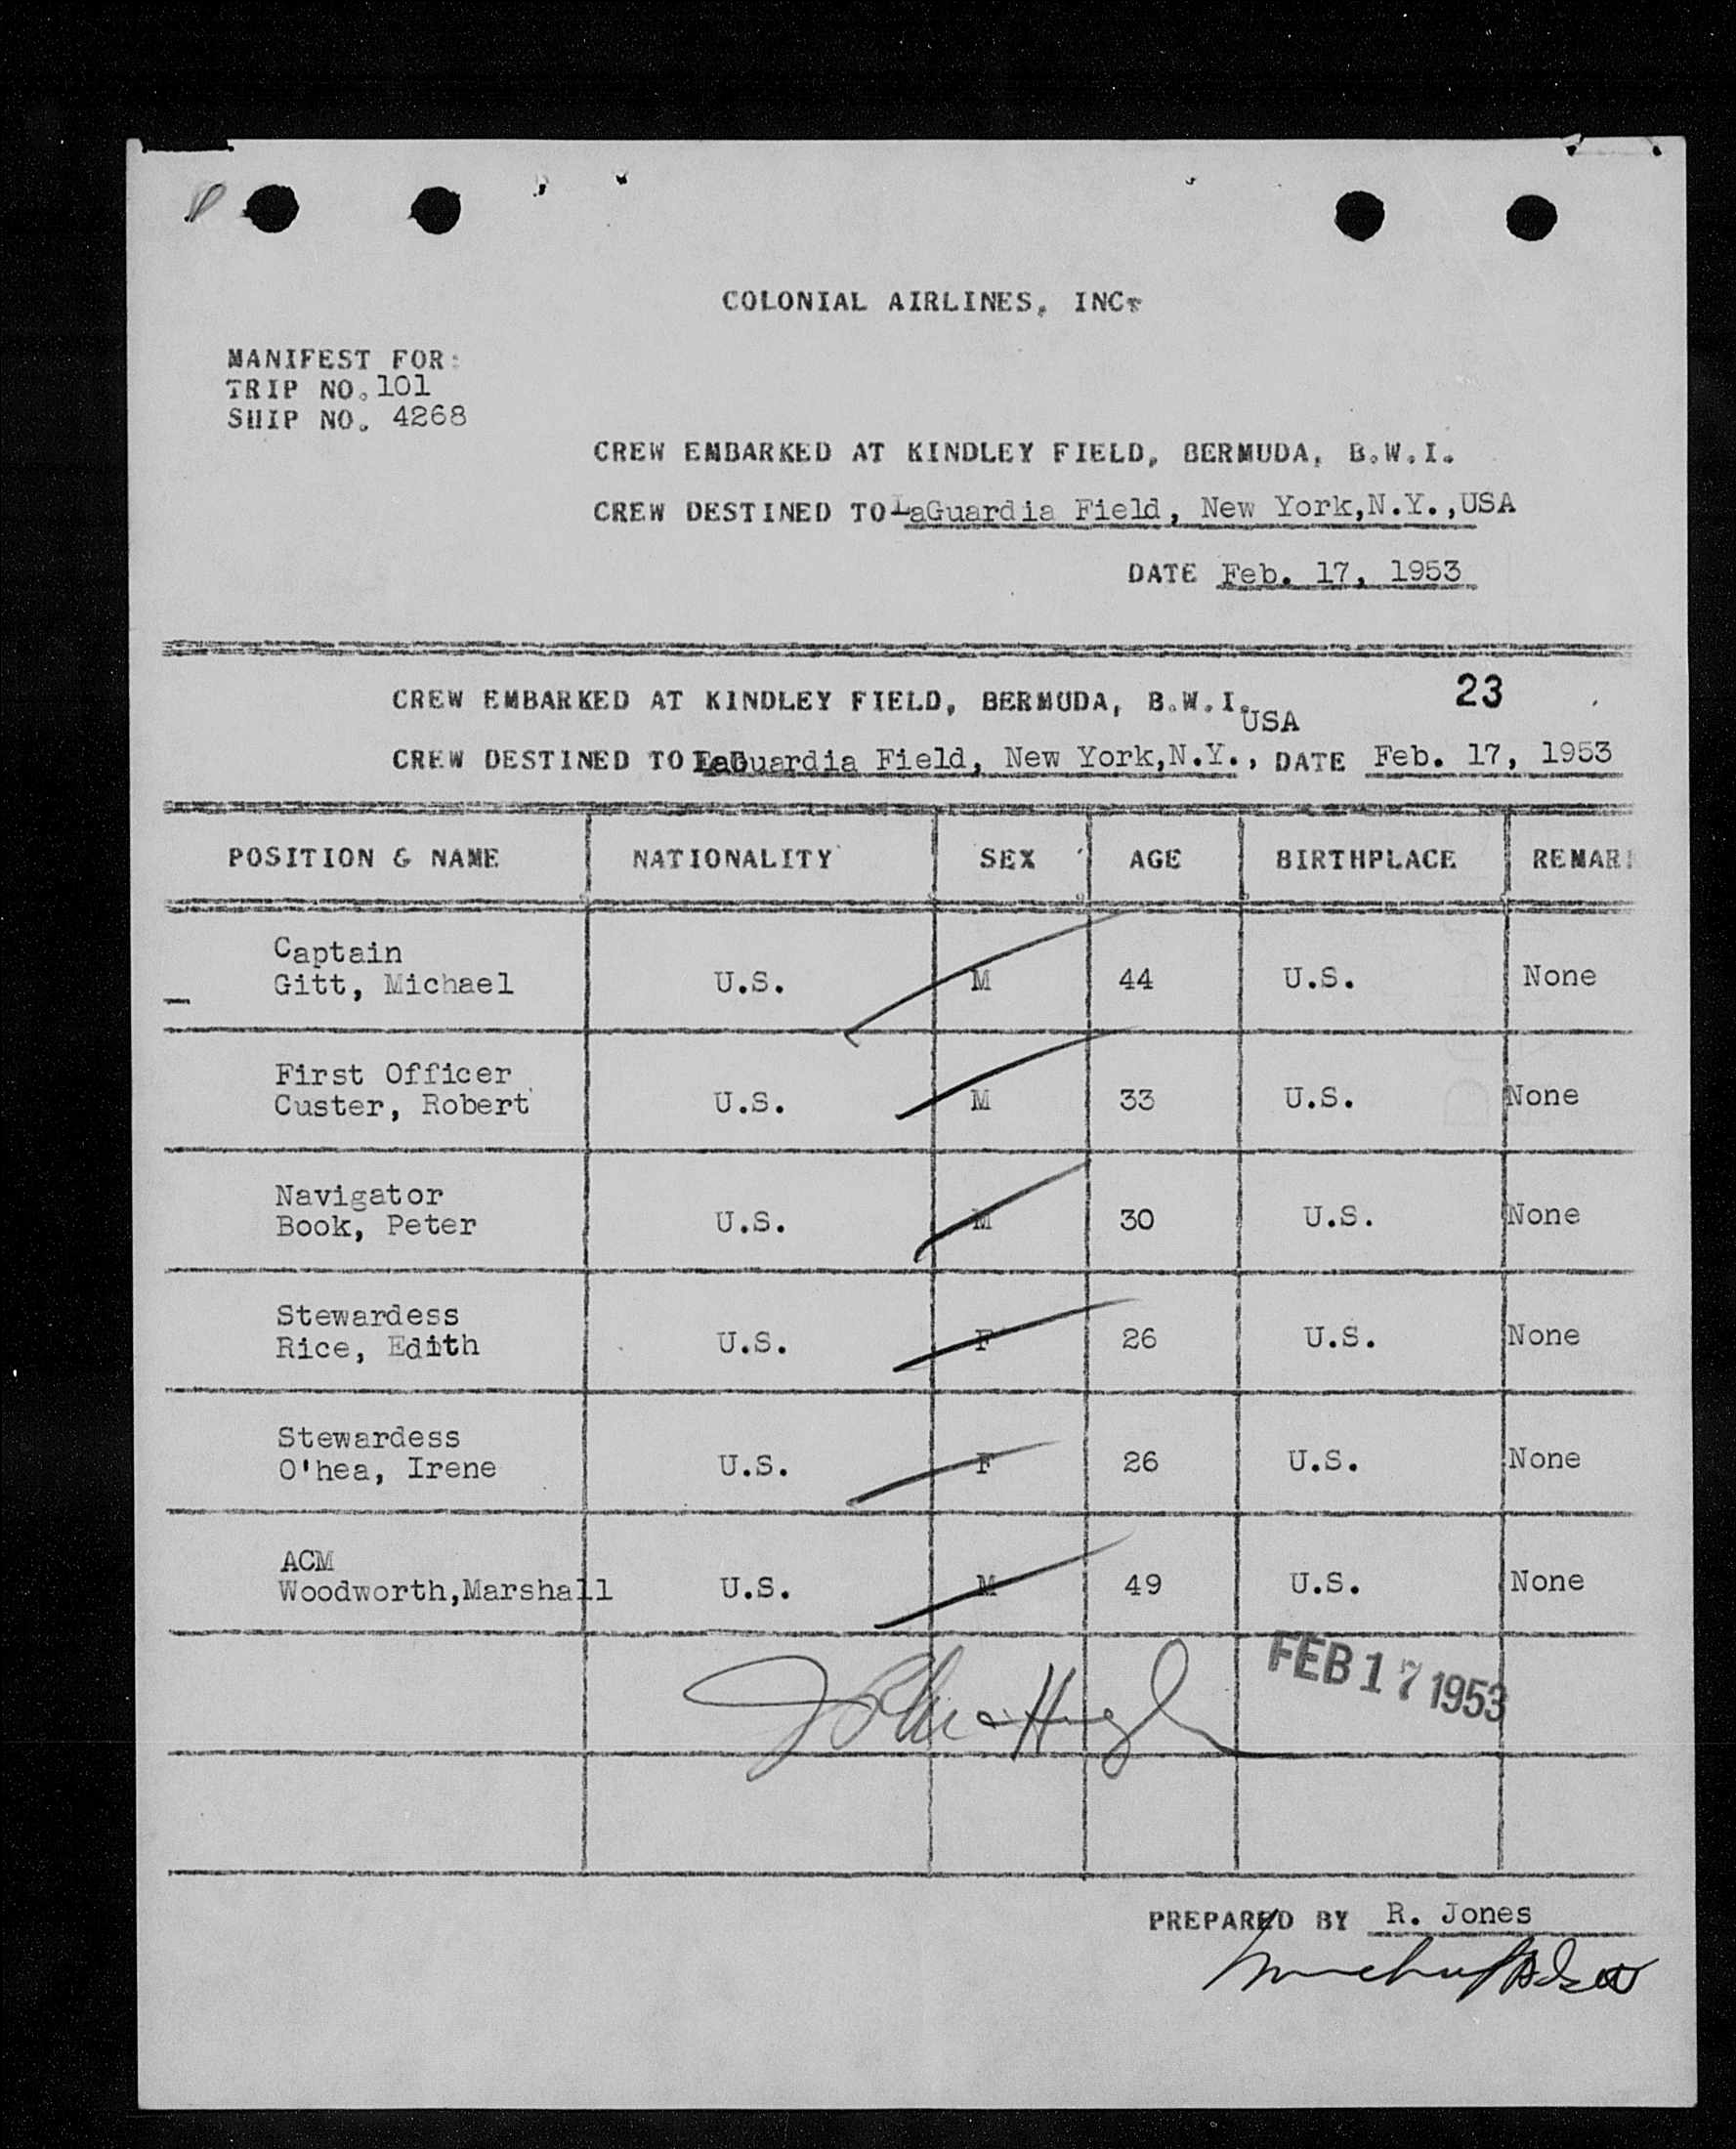 COLONIAL AIRLINES, INC.
MANIFEST FOR:
TRIP NO. 101
SHIP NO. 4268
CREW EMBARKED AT KINDLEY FIELD, BERMUDA, B.W.I.
CREW DESTINED TO LaGuardia Field, New York,N.Y.,USA
DATE Feb. 17, 1953
23
CREW EMBARKED AT KINDLEY FIELD, BERMUDA, B.W.I.
USA
CREW DESTINED TO LaGuardia Field, New York,N.Y., DATE Feb. 17, 1953
POSITION & NAME NATIONALITY SEX AGE BIRTHPLACE REMAR
Captain
Gitt, Michael U.S. M 44 U.S. None
First Officer
Custer, Robert U.S. M 33 U.S. None
Navigator
Book, Peter U.S. M 30 U.S. None
Stewardess
Rice, Edith U.S. F 26 U.S. None
Stewardess
O'hea, Irene U.S. F 26 U.S. None
ACM
Woodworth,Marshall U.S. M 49 U.S. None
FEB 17 1953
PREPARED BY R. Jones